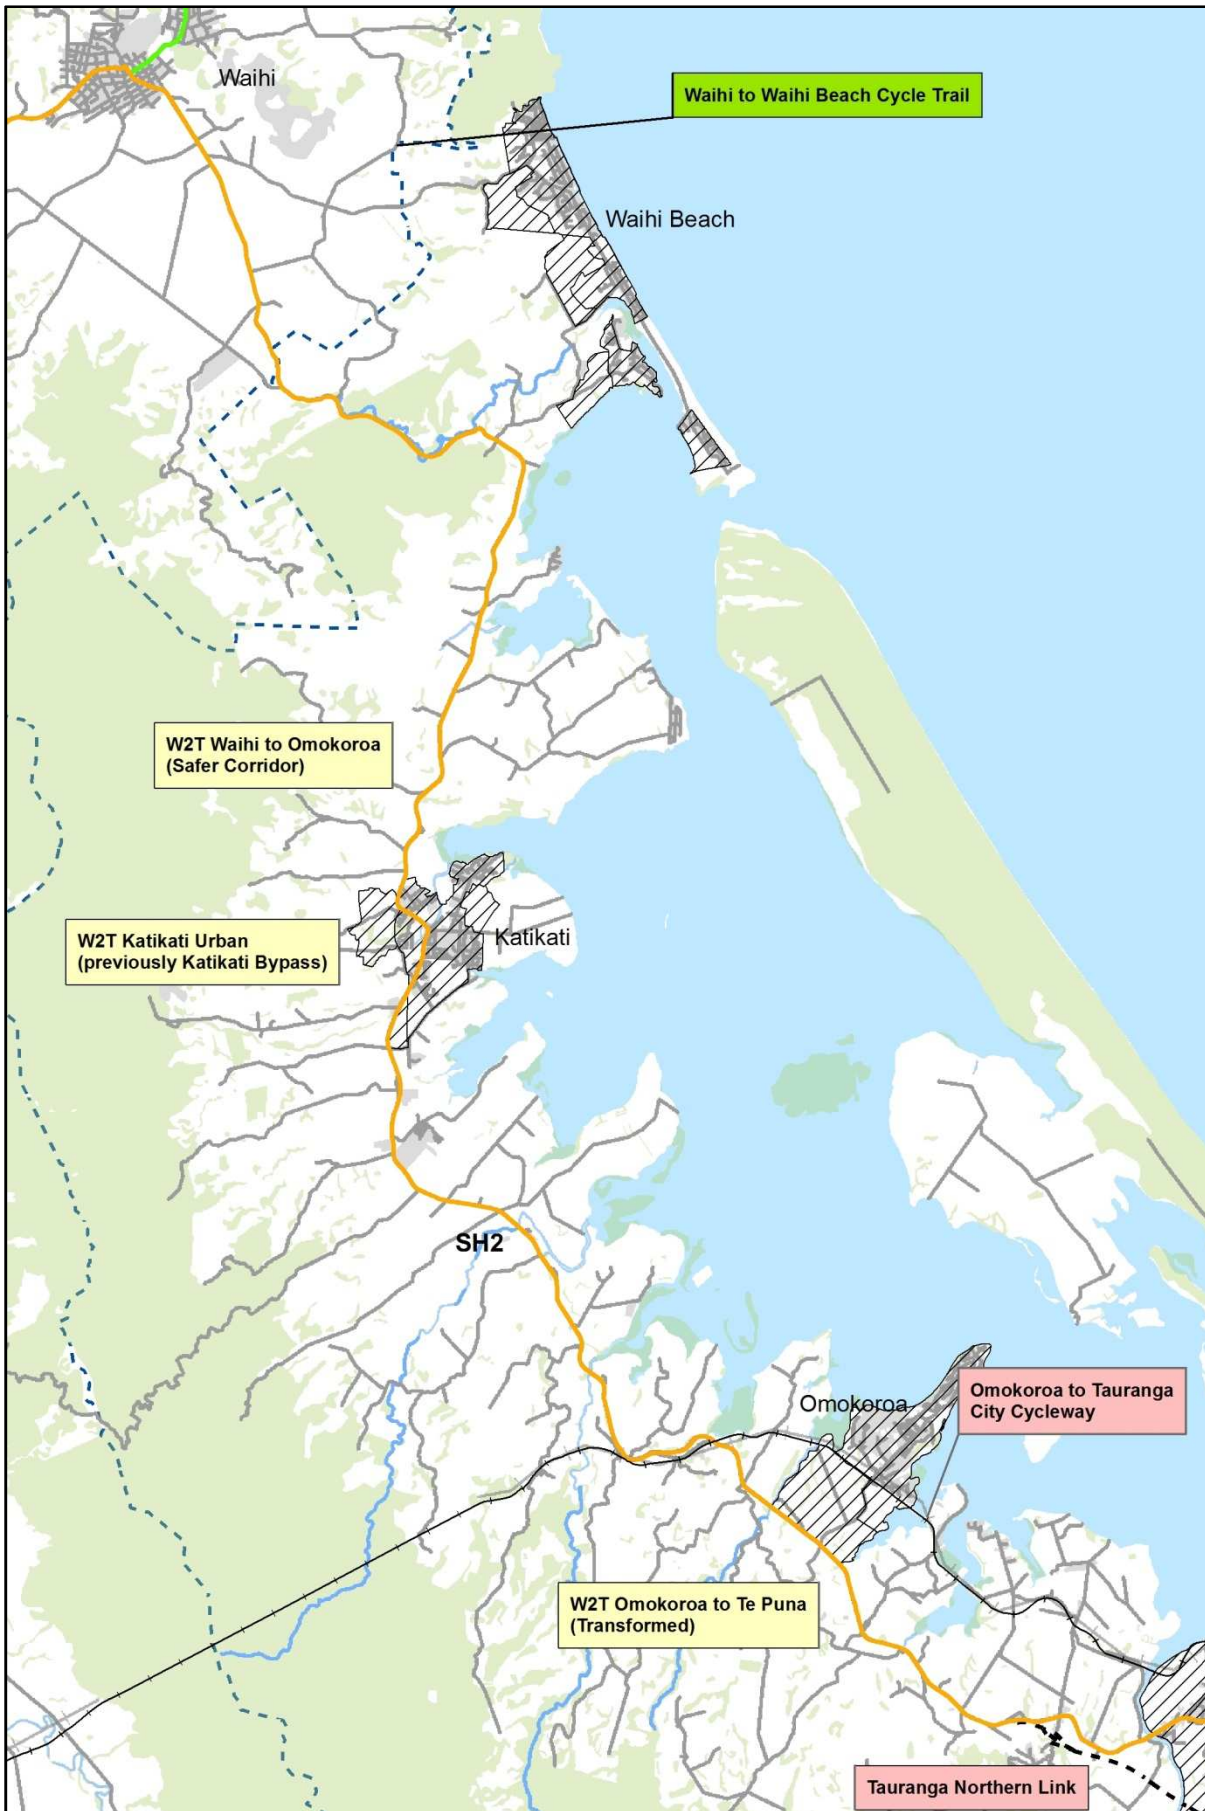 Waihi
Waihi to Waihi Beach Cycle Trail
Waihi Beach
W2T Waihi to Omokoroa
(Safer Corridor)
W2T Katikati Urban
(previously Katikati Bypass)
Katikati
SH2
Omokoroa
Omokoroa to Tauranga
City Cycleway
W2T Omokoroa to Te Puna
(Transformed)
Tauranga Northern Link